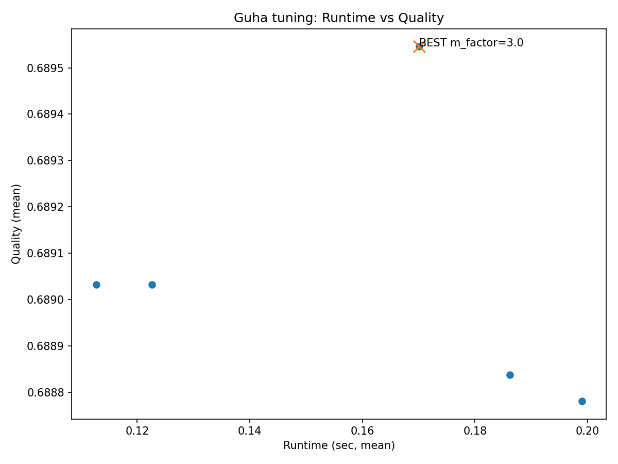 Guha tuning: Runtime vs Quality
BEST m_factor=3.0
0.6895
0.6894
0.6893
0.6892
0.6891
0.6890
0.6889
0.6888
Quality (mean)
0.12 0.14 0.16 0.18 0.20
Runtime (sec, mean)